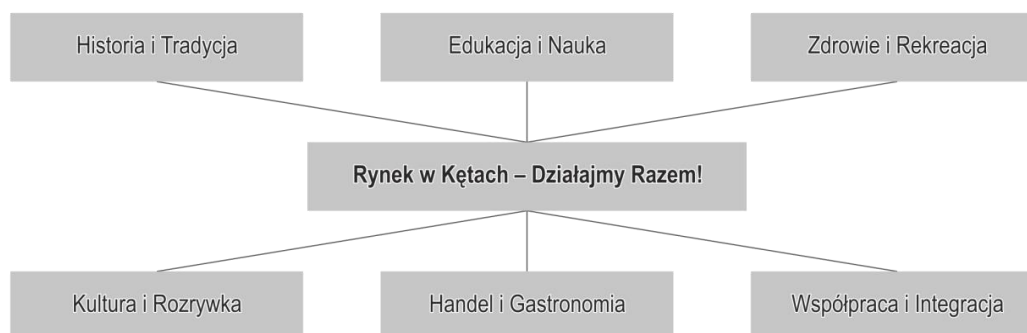 Historia i Tradycja
Edukacja i Nauka
Zdrowie i Rekreacja
Rynek w Kętach – Działajmy Razem!
Kultura i Rozrywka
Handel i Gastronomia
Współpraca i Integracja